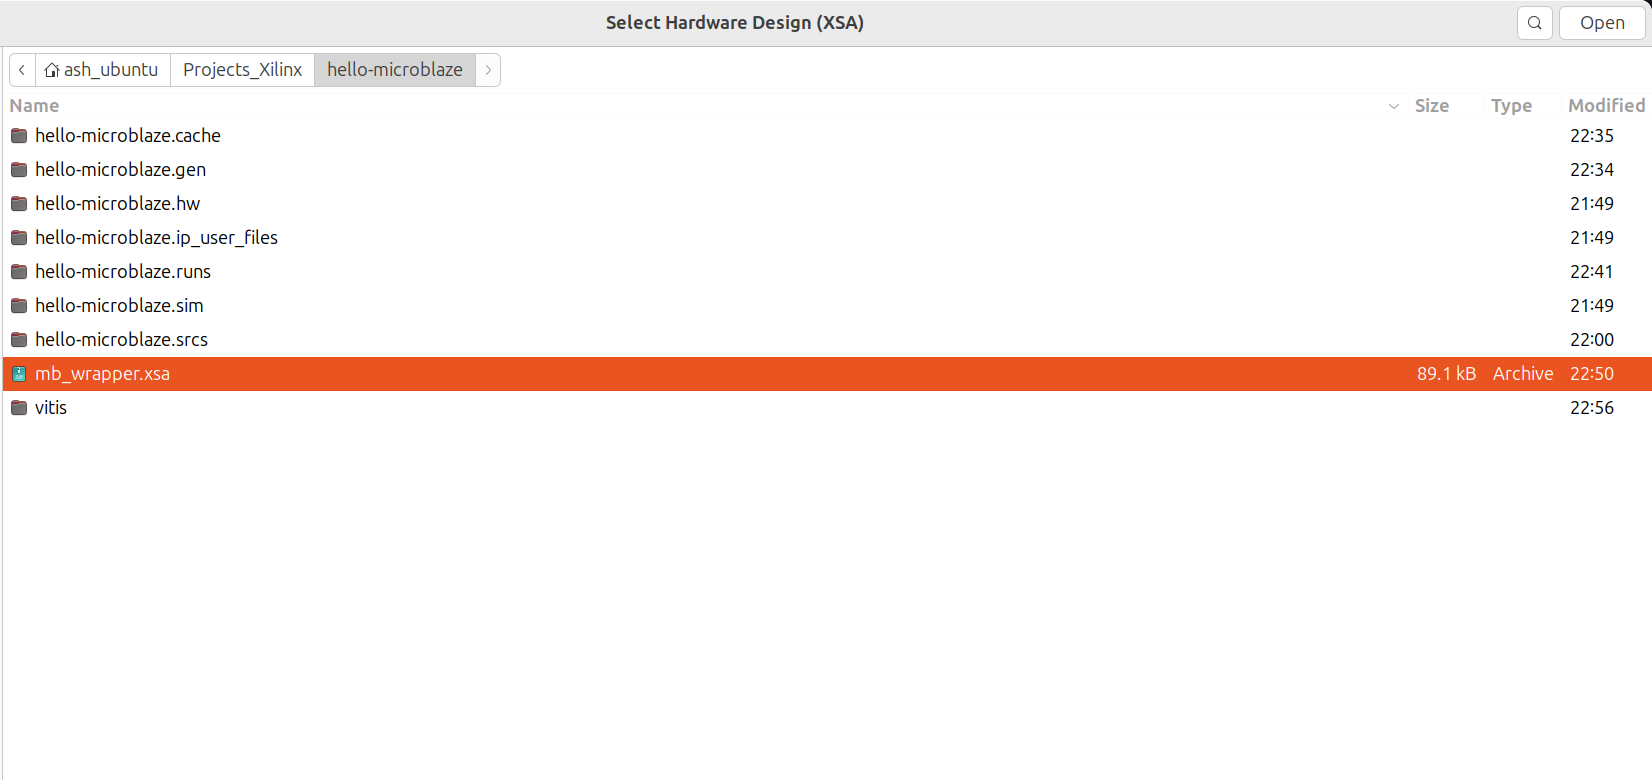 Select Hardware Design (XSA)
Open
ash_ubuntu Projects_Xilinx hello-microblaze
Name Size Type Modified
hello-microblaze.cache 22:35
hello-microblaze.gen 22:34
hello-microblaze.hw 21:49
hello-microblaze.ip_user_files 21:49
hello-microblaze.runs 22:41
hello-microblaze.sim 21:49
hello-microblaze.srcs 22:00
mb_wrapper.xsa 89.1 kB Archive 22:50
vitis 22:56